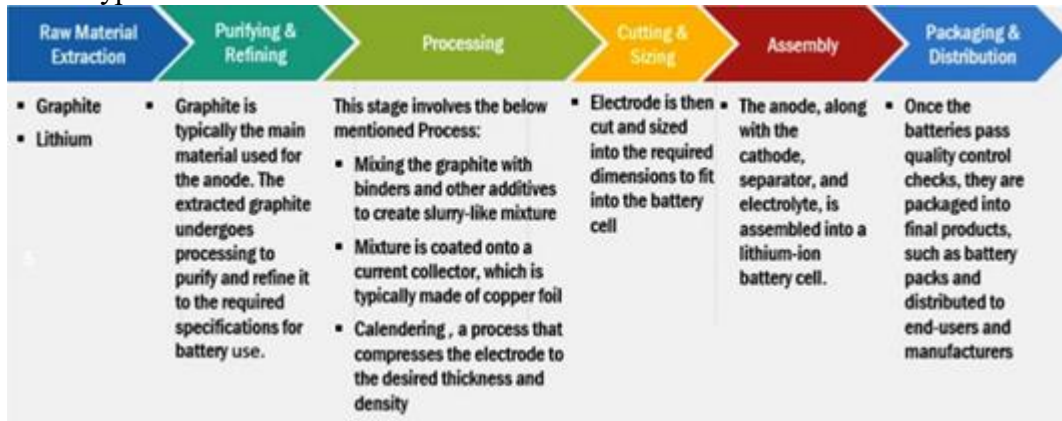 Raw Material
Extraction
Purifying &
Refining
Processing
Cutting &
Sizing
Assembly
Packaging &
Distribution
▪ Graphite
▪ Lithium
▪ Graphite is
typically the main
material used for
the anode. The
extracted graphite
undergoes
processing to
purify and refine it
to the required
specifications for
battery use.
This stage involves the below
mentioned Process:
▪ Mixing the graphite with
binders and other additives
to create slurry-like mixture
▪ Mixture is coated onto a
current collector, which is
typically made of copper foil
▪ Calendering , a process that
compresses the electrode to
the desired thickness and
density
▪ Electrode is then
cut and sized
into the required
dimensions to fit
into the battery
cell
▪ The anode, along
with the
cathode,
separator, and
electrolyte, is
assembled into a
lithium-ion
battery cell.
▪ Once the
batteries pass
quality control
checks, they are
packaged into
final products,
such as battery
packs and
distributed to
end-users and
manufacturers